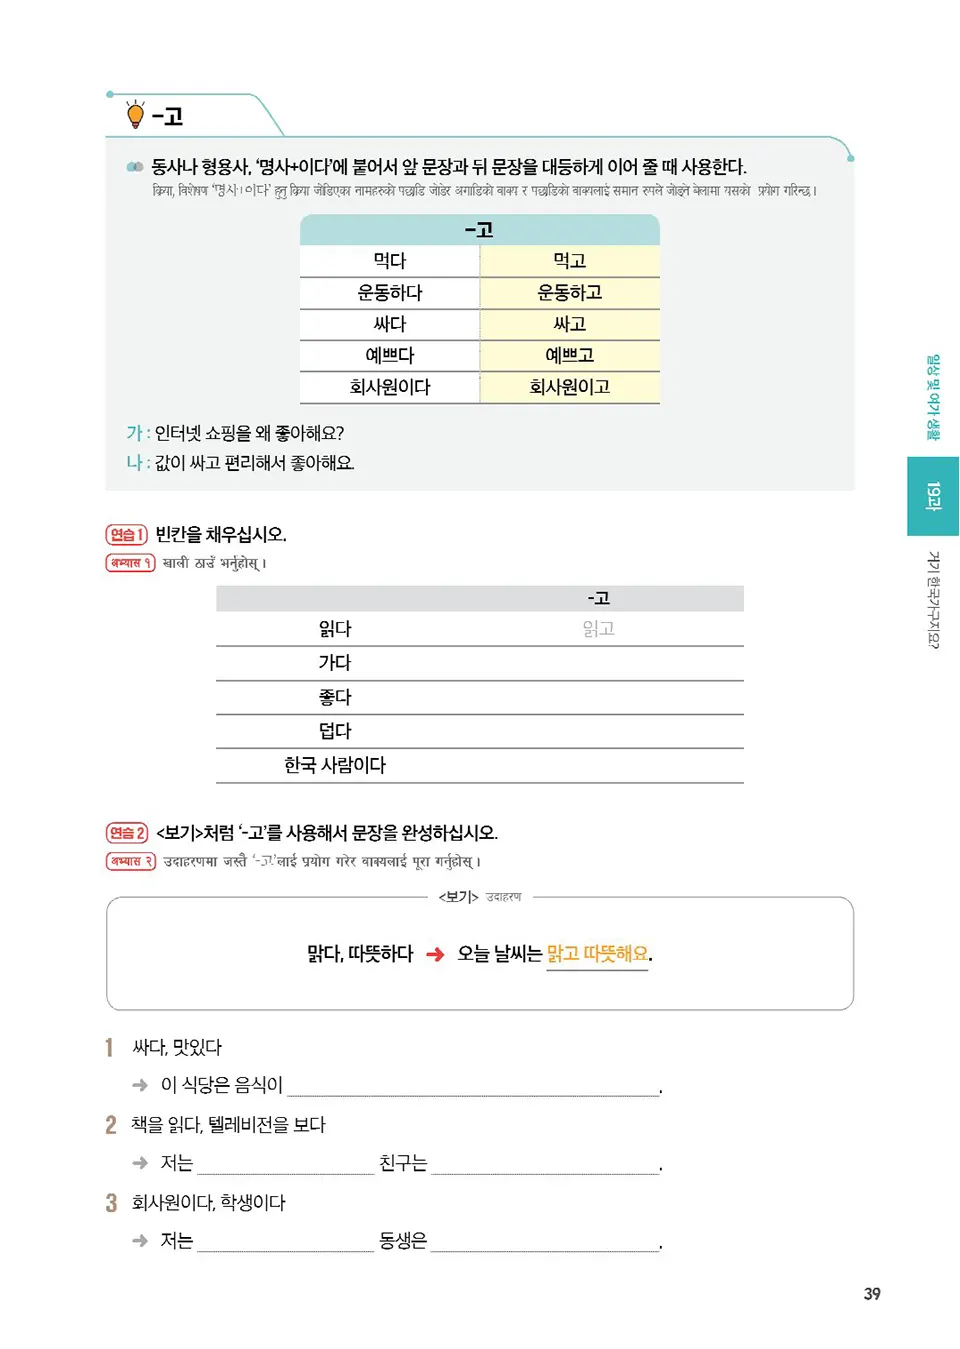 -고
동사나 형용사, ‘명사+이다’에 붙어서 앞 문장과 뒤 문장을 대등하게 이어 줄 때 사용한다.
क्रिया, विशेषण ‘명사+이다’ हुनु क्रिया जोडिएका नामहरुको पछाडि जोडेर अगाडिको वाक्य र पछाडिको वाक्यलाई समान रुपले जोड्ने बेलामा यसको प्रयोग गरिन्छ ।
-고
먹다 먹고
운동하다 운동하고
싸다 싸고
예쁘다 예쁘고
회사원이다 회사원이고
가 : 인터넷 쇼핑을 왜 좋아해요?
나 : 값이 싸고 편리해서 좋아해요.
연습 1 빈칸을 채우십시오.
अभ्यास १ खाली ठाउँ भर्नुहोस् ।
-고
읽다 읽고
가다
좋다
덥다
한국 사람이다
연습 2 <보기>처럼 ‘-고’를 사용해서 문장을 완성하십시오.
अभ्यास २ उदाहरणमा जस्तै ‘-고’लाई प्रयोग गरेर वाक्यलाई पूरा गर्नुहोस् ।
<보기> उदाहरण
맑다, 따뜻하다 ➜ 오늘 날씨는 맑고 따뜻해요.
1 싸다, 맛있다
➜ 이 식당은 음식이 ____________________.
2 책을 읽다, 텔레비전을 보다
➜ 저는 __________ 친구는 ____________________.
3 회사원이다, 학생이다
➜ 저는 __________ 동생은 ____________________.
일상 및 여가 생활
19과
거기 한국가구지요?
39